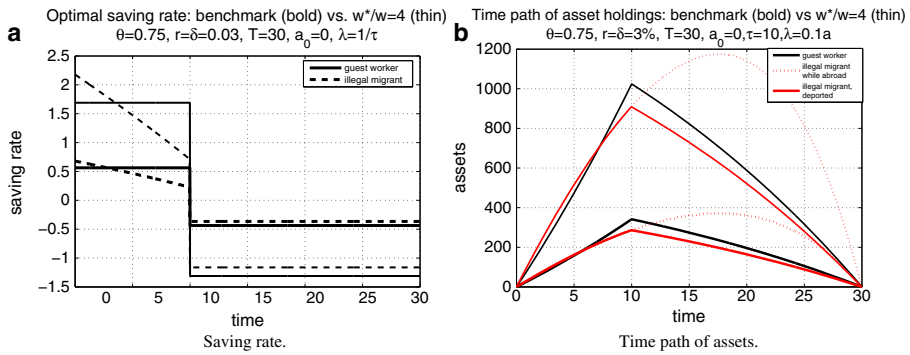 Optimal saving rate: benchmark (bold) vs. w*/w=4 (thin)
θ=0.75, r=δ=0.03, T=30, a0=0, λ=1/τ
a
2.5
2
1.5
1
0.5
0
−0.5
−1
−1.5
saving rate
guest worker
illegal migrant
0
5
10
15
20
25
30
time
Saving rate.
Time path of asset holdings: benchmark (bold) vs w*/w=4 (thin)
θ=0.75, r=δ=3%, T=30, a0=0,τ=10,λ=0.1a
b
1200
1000
800
600
400
200
0
assets
guest worker
illegal migrant
while abroad
illegal migrant,
deported
0
5
10
15
20
25
30
time
Time path of assets.